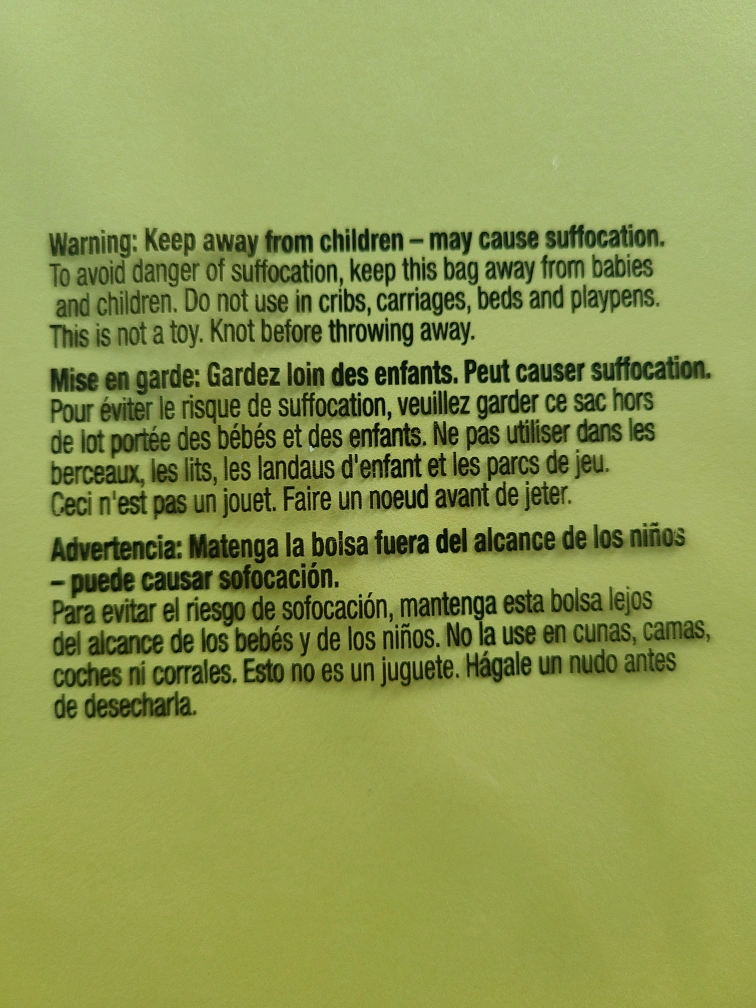 Warning: Keep away from children – may cause suffocation.
To avoid danger of suffocation, keep this bag away from babies
and children. Do not use in cribs, carriages, beds and playpens.
This is not a toy. Knot before throwing away.
Mise en garde: Gardez loin des enfants. Peut causer suffocation.
Pour éviter le risque de suffocation, veuillez garder ce sac hors
de lot portée des bébés et des enfants. Ne pas utiliser dans les
berceaux, les lits, les landaus d'enfant et les parcs de jeu.
Ceci n'est pas un jouet. Faire un noeud avant de jeter.
Advertencia: Matenga la bolsa fuera del alcance de los niños
– puede causar sofocación.
Para evitar el riesgo de sofocación, mantenga esta bolsa lejos
del alcance de los bebés y de los niños. No la use en cunas, camas,
coches ni corrales. Esto no es un juguete. Hágale un nudo antes
de desecharla.